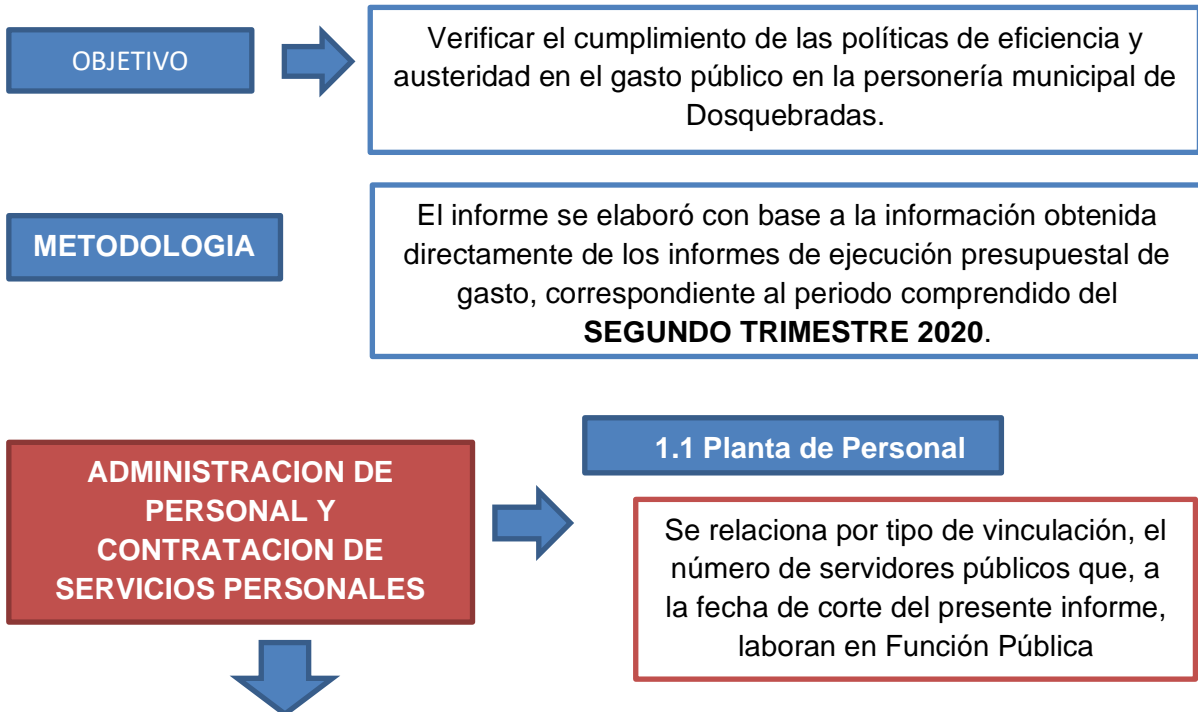 OBJETIVO
Verificar el cumplimiento de las políticas de eficiencia y
austeridad en el gasto público en la personería municipal de
Dosquebradas.
METODOLOGIA
El informe se elaboró con base a la información obtenida
directamente de los informes de ejecución presupuestal de
gasto, correspondiente al periodo comprendido del
SEGUNDO TRIMESTRE 2020.
ADMINISTRACION DE
PERSONAL Y
CONTRATACION DE
SERVICIOS PERSONALES
1.1 Planta de Personal
Se relaciona por tipo de vinculación, el
número de servidores públicos que, a
la fecha de corte del presente informe,
laboran en Función Pública